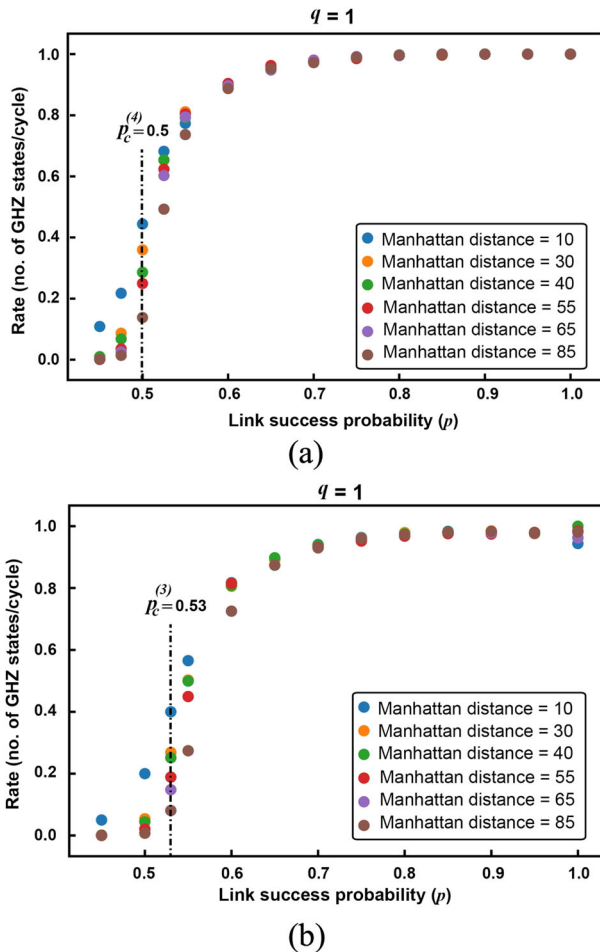 q = 1
Rate (no. of GHZ states/cycle)
1.0
0.8
0.6
0.4
0.2
0.0
p_c^(4)=0.5
Manhattan distance = 10
Manhattan distance = 30
Manhattan distance = 40
Manhattan distance = 55
Manhattan distance = 65
Manhattan distance = 85
0.5 0.6 0.7 0.8 0.9 1.0
Link success probability (p)
(a)
q = 1
Rate (no. of GHZ states/cycle)
1.0
0.8
0.6
0.4
0.2
0.0
p_c^(3)=0.53
Manhattan distance = 10
Manhattan distance = 30
Manhattan distance = 40
Manhattan distance = 55
Manhattan distance = 65
Manhattan distance = 85
0.5 0.6 0.7 0.8 0.9 1.0
Link success probability (p)
(b)